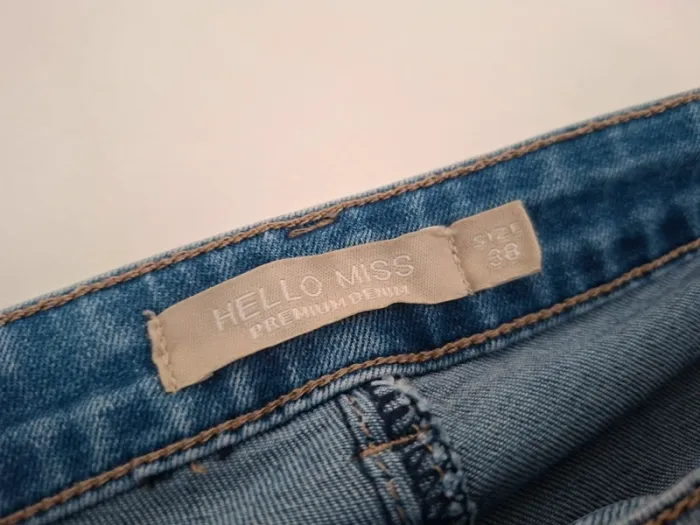 HELLO MISS
PREMIUM DENIM
SIZE
38